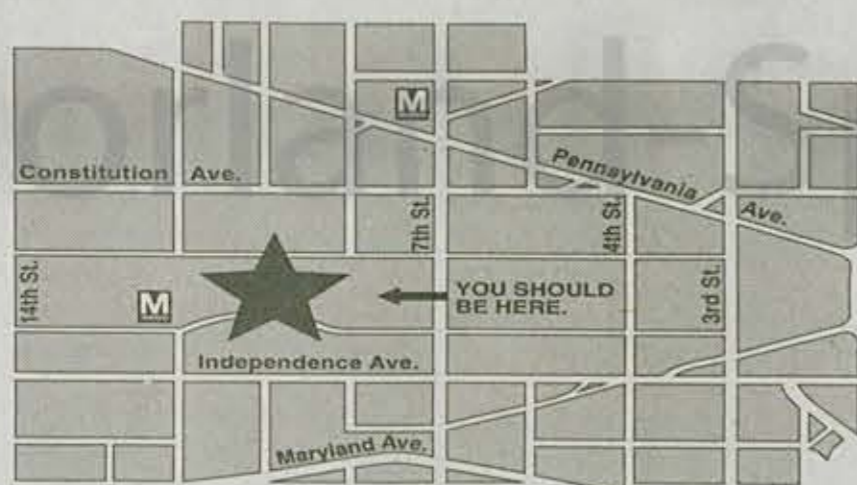 M
Constitution Ave.
Pennsylvania Ave.
7th St.
4th St.
14th St.
M
YOU SHOULD
BE HERE.
3rd St.
Independence Ave.
Maryland Ave.